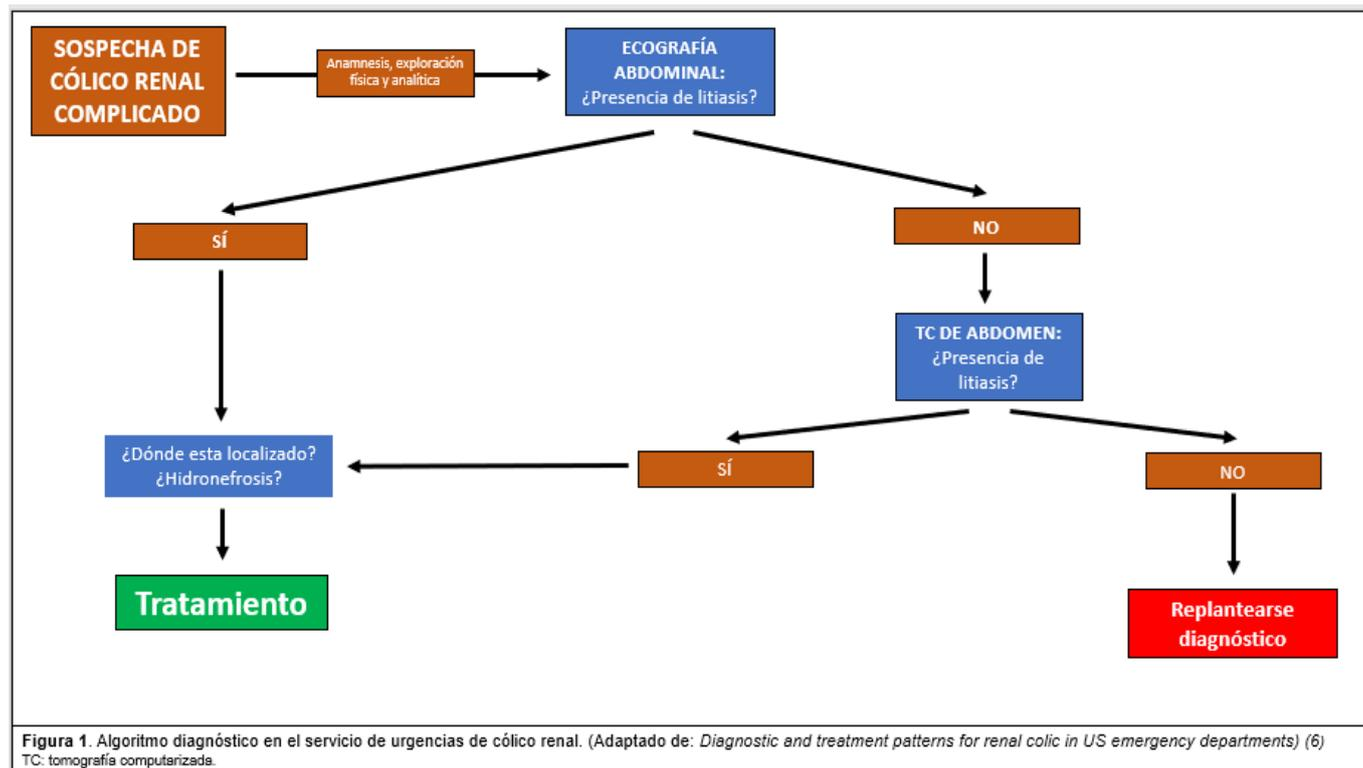 SOSPECHA DE
CÓLICO RENAL
COMPLICADO
Anamnesis, exploración
física y analítica
ECOGRAFÍA
ABDOMINAL:
¿Presencia de litiasis?
SÍ
NO
TC DE ABDOMEN:
¿Presencia de
litiasis?
¿Dónde esta localizado?
¿Hidronefrosis?
SÍ
NO
Tratamiento
Replantearse
diagnóstico
Figura 1. Algoritmo diagnóstico en el servicio de urgencias de cólico renal. (Adaptado de: Diagnostic and treatment patterns for renal colic in US emergency departments) (6)
TC: tomografía computarizada.